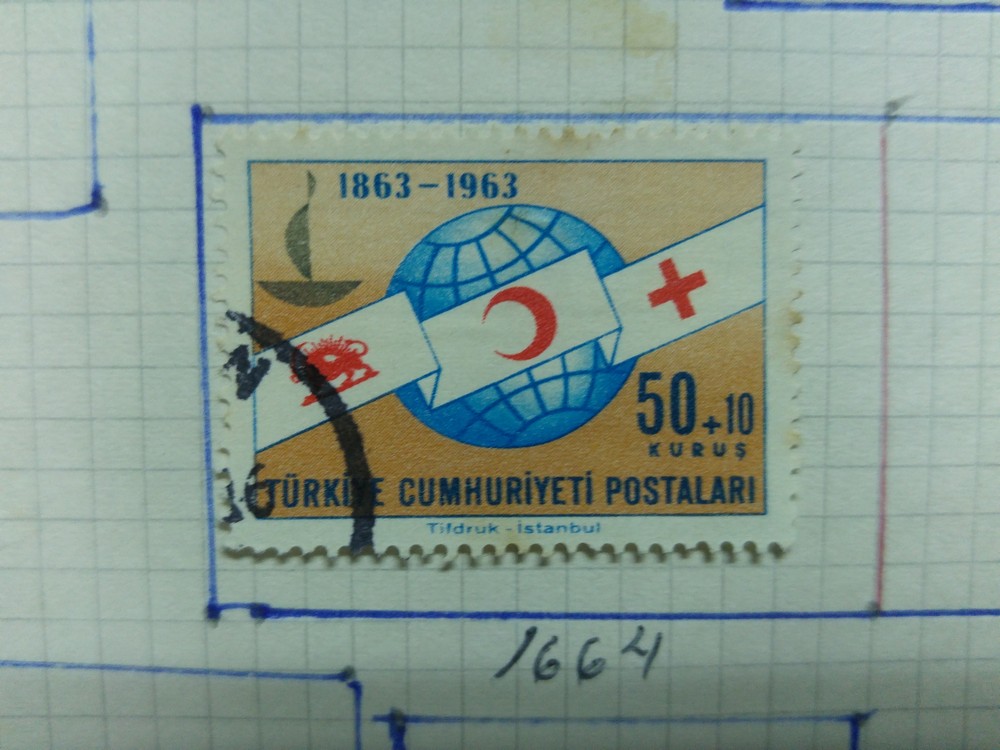 1863-1963
50+10
KURUŞ
TÜRKİYE CUMHURİYETİ POSTALARI
Tifdruk - İstanbul
1664